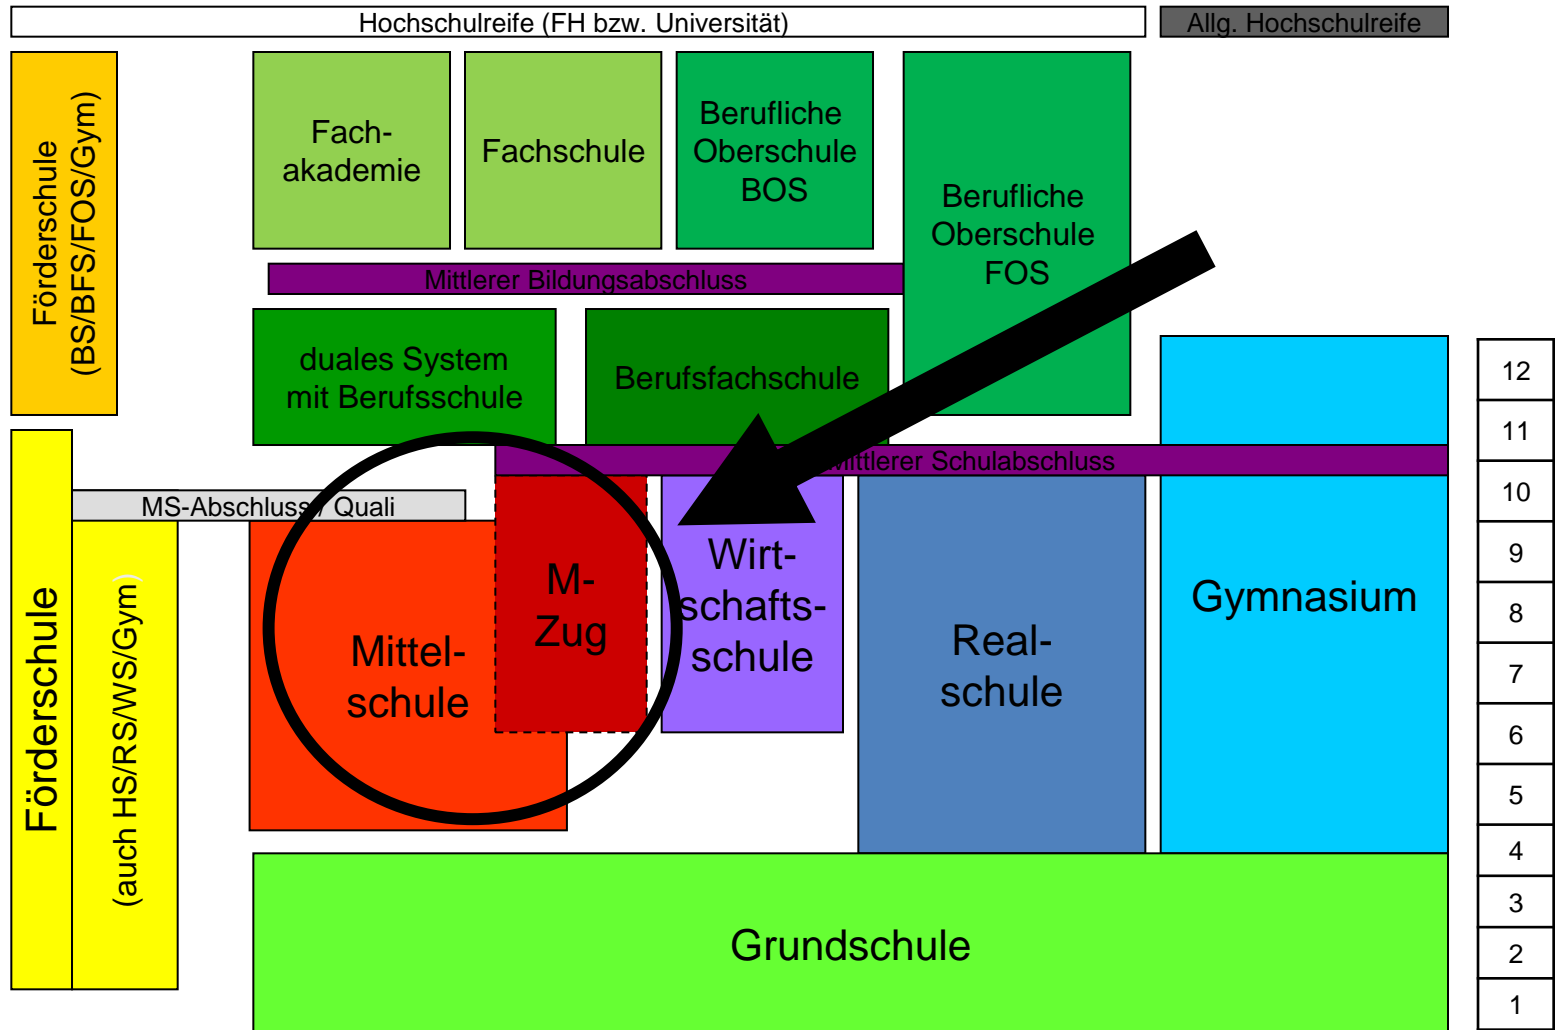 Hochschulreife (FH bzw. Universität)
Allg. Hochschulreife
Förderschule
(BS/BFS/FOS/Gym)
Fach-
akademie
Fachschule
Berufliche
Oberschule
BOS
Berufliche
Oberschule
FOS
Mittlerer Bildungsabschluss
duales System
mit Berufsschule
Berufsfachschule
Mittlerer Schulabschluss
MS-Abschluss / Quali
Förderschule
(auch HS/RS/WS/Gym)
Mittel-
schule
M-
Zug
Wirt-
schafts-
schule
Real-
schule
Gymnasium
Grundschule
12
11
10
9
8
7
6
5
4
3
2
1